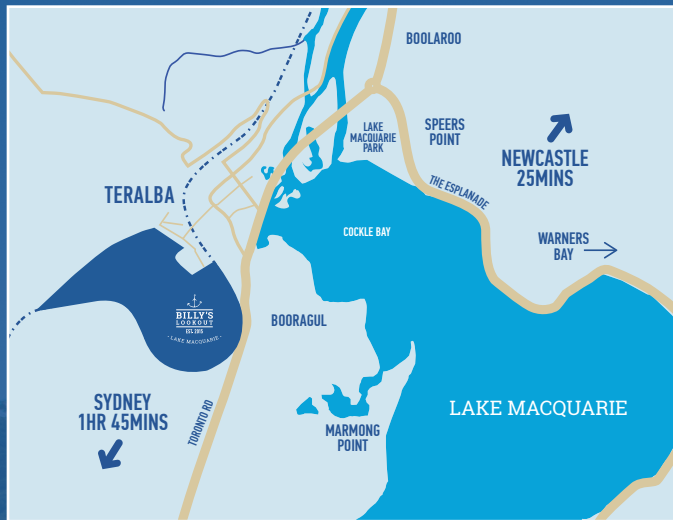 BOOLAROO
LAKE
MACQUARIE
PARK
SPEERS
POINT
NEWCASTLE
25MINS
TERALBA
THE ESPLANADE
COCKLE BAY
WARNERS
BAY
BILLY'S
LOOKOUT
EST. 2015
- LAKE MACQUARIE -
BOORAGUL
SYDNEY
1HR 45MINS
TORONTO RD
MARMONG
POINT
LAKE MACQUARIE